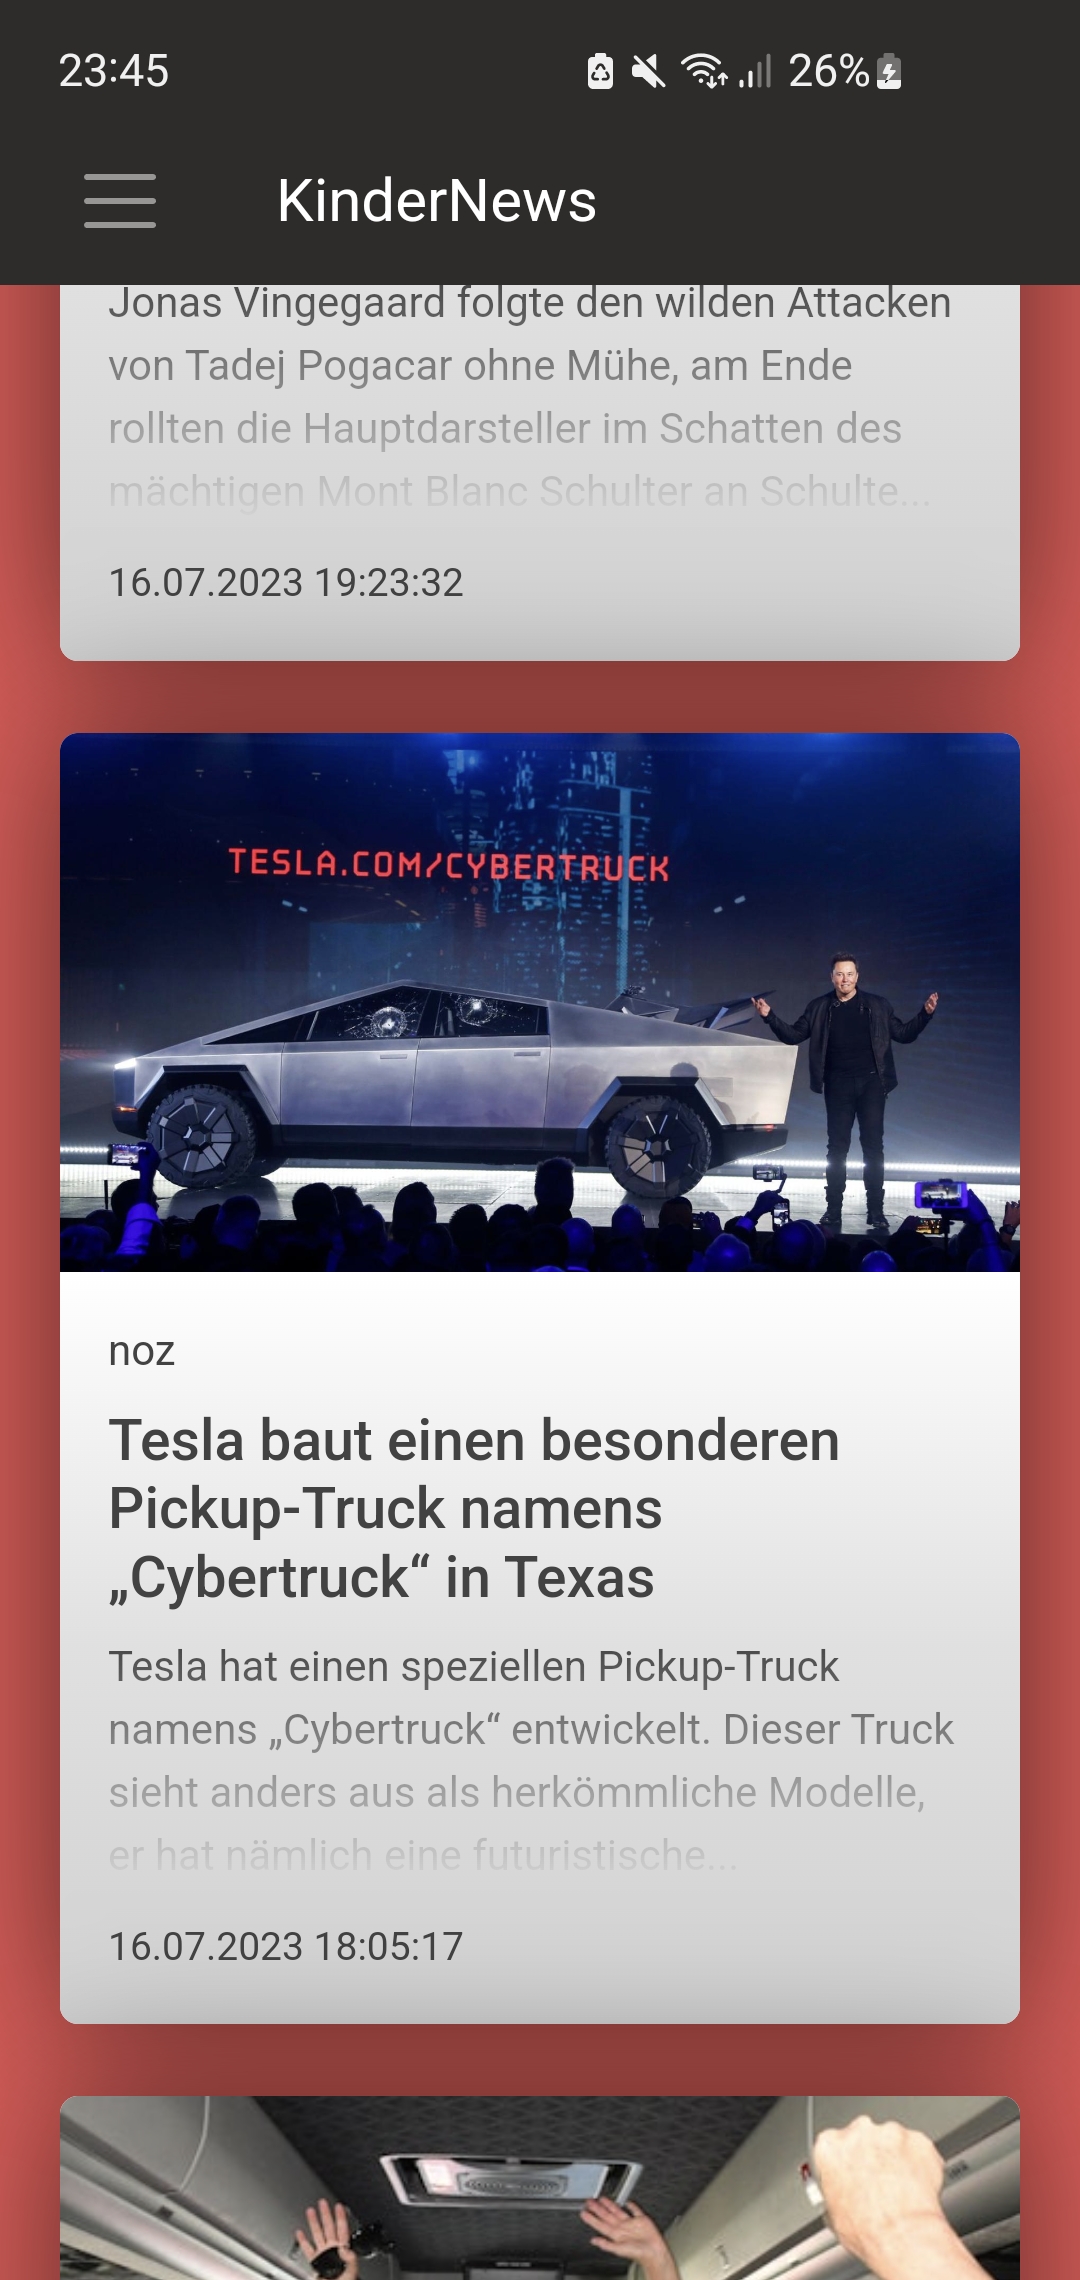 23:45
26%
KinderNews
Jonas Vingegaard folgte den wilden Attacken
von Tadej Pogacar ohne Mühe, am Ende
rollten die Hauptdarsteller im Schatten des
mächtigen Mont Blanc Schulter an Schulte...
16.07.2023 19:23:32
TESLA.COM/CYBERTRUCK
noz
Tesla baut einen besonderen
Pickup-Truck namens
„Cybertruck“ in Texas
Tesla hat einen speziellen Pickup-Truck
namens „Cybertruck“ entwickelt. Dieser Truck
sieht anders aus als herkömmliche Modelle,
er hat nämlich eine futuristische...
16.07.2023 18:05:17